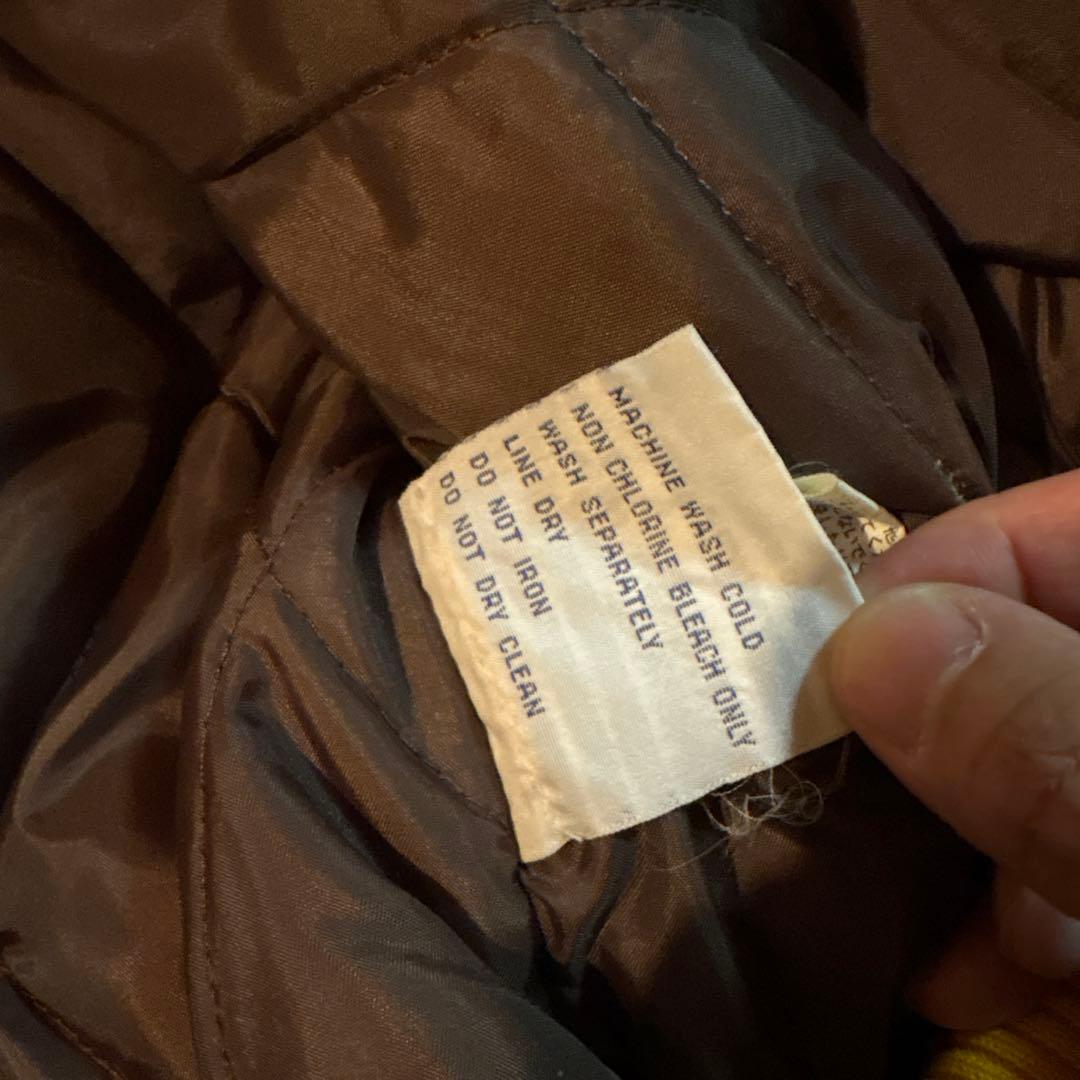 MACHINE WASH COLD
NON CHLORINE BLEACH ONLY
WASH SEPARATELY
LINE DRY
DO NOT IRON
DO NOT DRY CLEAN